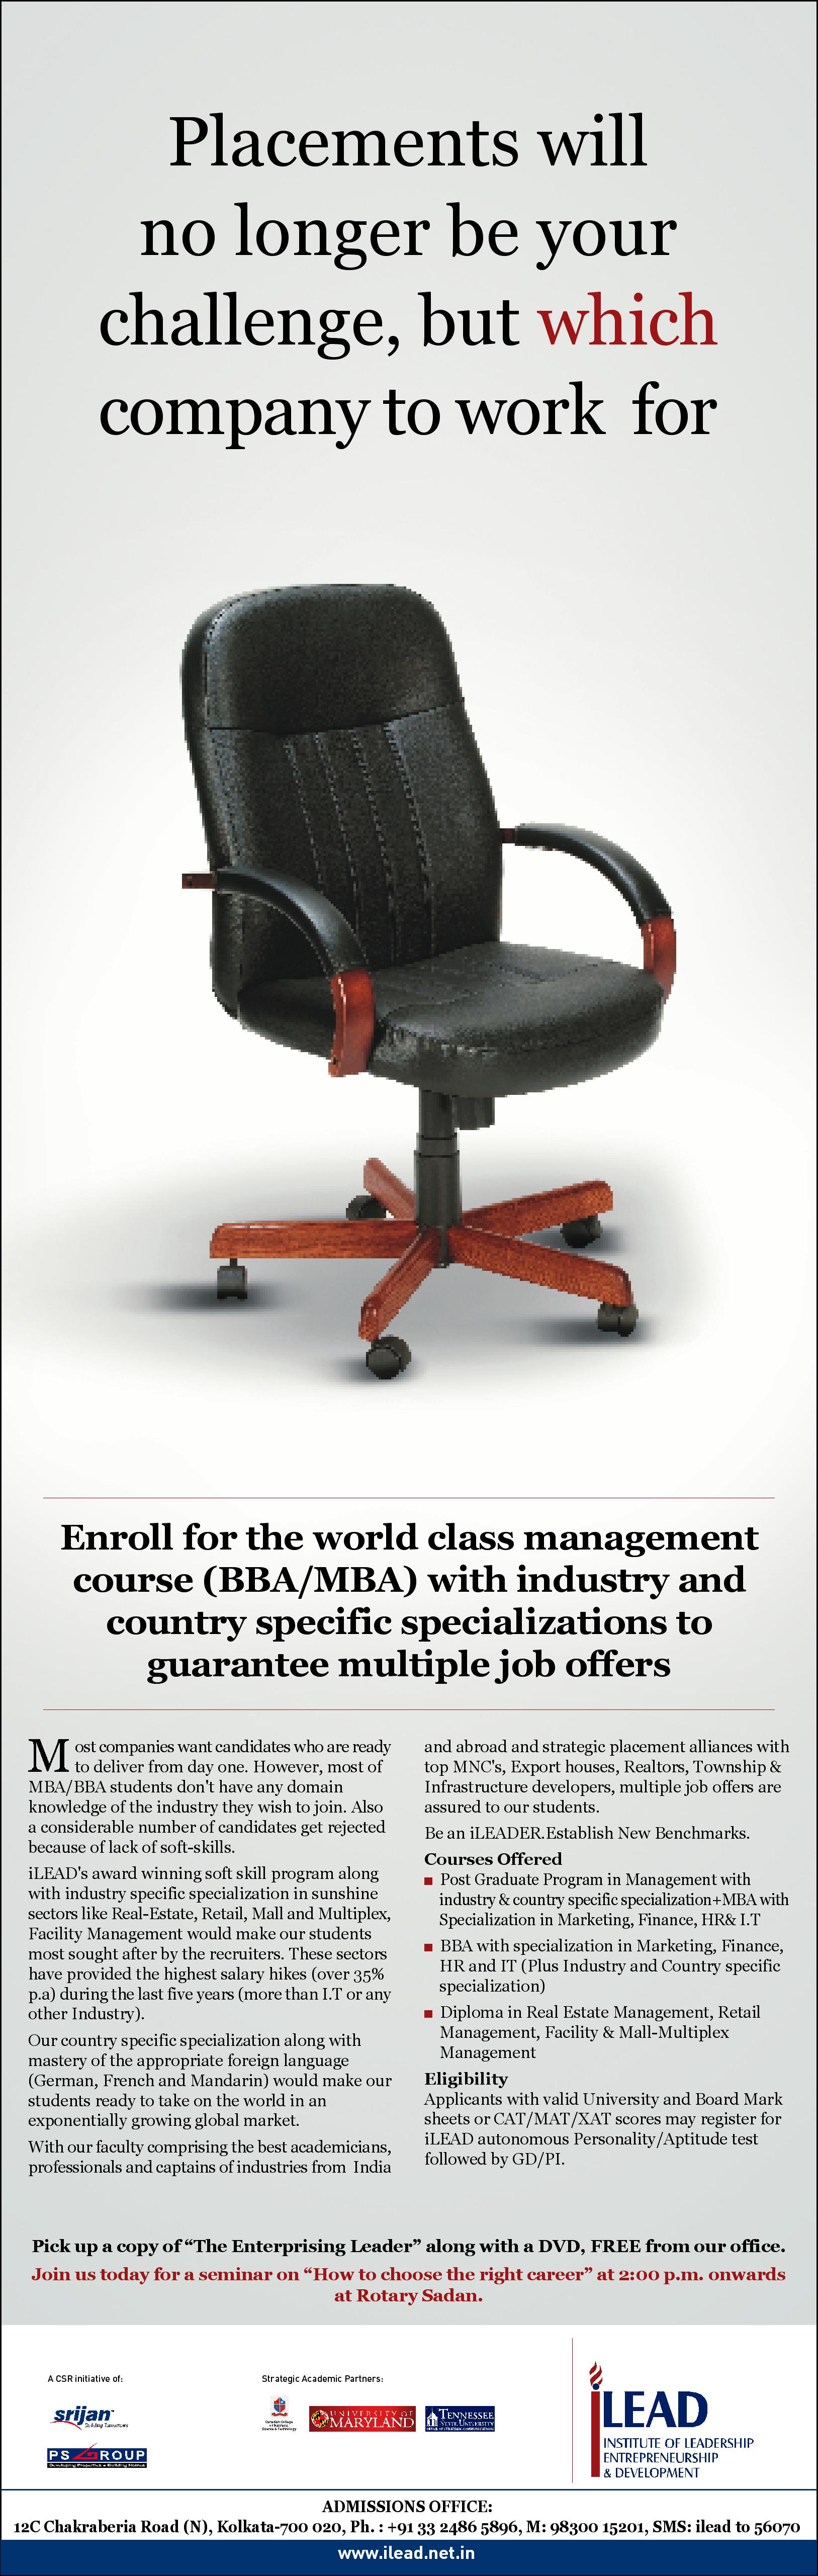 Placements will
no longer be your
challenge, but which
company to work for
Enroll for the world class management
course (BBA/MBA) with industry and
country specific specializations to
guarantee multiple job offers
Most companies want candidates who are ready
to deliver from day one. However, most of
MBA/BBA students don't have any domain
knowledge of the industry they wish to join. Also
a considerable number of candidates get rejected
because of lack of soft-skills.
iLEAD's award winning soft skill program along
with industry specific specialization in sunshine
sectors like Real-Estate, Retail, Mall and Multiplex,
Facility Management would make our students
most sought after by the recruiters. These sectors
have provided the highest salary hikes (over 35%
p.a) during the last five years (more than I.T or any
other Industry).
Our country specific specialization along with
mastery of the appropriate foreign language
(German, French and Mandarin) would make our
students ready to take on the world in an
exponentially growing global market.
With our faculty comprising the best academicians,
professionals and captains of industries from India
and abroad and strategic placement alliances with
top MNC's, Export houses, Realtors, Township &
Infrastructure developers, multiple job offers are
assured to our students.
Be an iLEADER.Establish New Benchmarks.
Courses Offered
Post Graduate Program in Management with
industry & country specific specialization+MBA with
Specialization in Marketing, Finance, HR& I.T
BBA with specialization in Marketing, Finance,
HR and IT (Plus Industry and Country specific
specialization)
Diploma in Real Estate Management, Retail
Management, Facility & Mall-Multiplex
Management
Eligibility
Applicants with valid University and Board Mark
sheets or CAT/MAT/XAT scores may register for
iLEAD autonomous Personality/Aptitude test
followed by GD/PI.
Pick up a copy of “The Enterprising Leader” along with a DVD, FREE from our office.
Join us today for a seminar on “How to choose the right career” at 2:00 p.m. onwards
at Rotary Sadan.
A CSR initiative of:
srijan
PS GROUP
Developing Properties • Building Homes
Strategic Academic Partners:
UNIVERSITY OF
MARYLAND
TENNESSEE
STATE UNIVERSITY
iLEAD
INSTITUTE OF LEADERSHIP
ENTREPRENEURSHIP
& DEVELOPMENT
ADMISSIONS OFFICE:
12C Chakraberia Road (N), Kolkata-700 020, Ph. : +91 33 2486 5896, M: 98300 15201, SMS: ilead to 56070
www.ilead.net.in